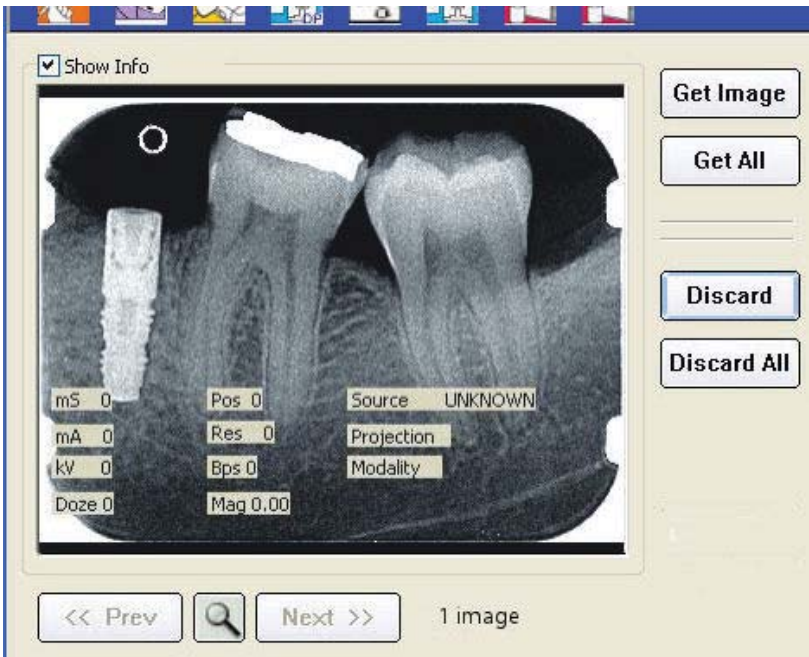 DP
Show Info
Get Image
Get All
Discard
Discard All
mS 0 Pos 0 Source UNKNOWN
mA 0 Res 0 Projection
kV 0 Bps 0 Modality
Doze 0 Mag 0.00
<< Prev Next >> 1 image